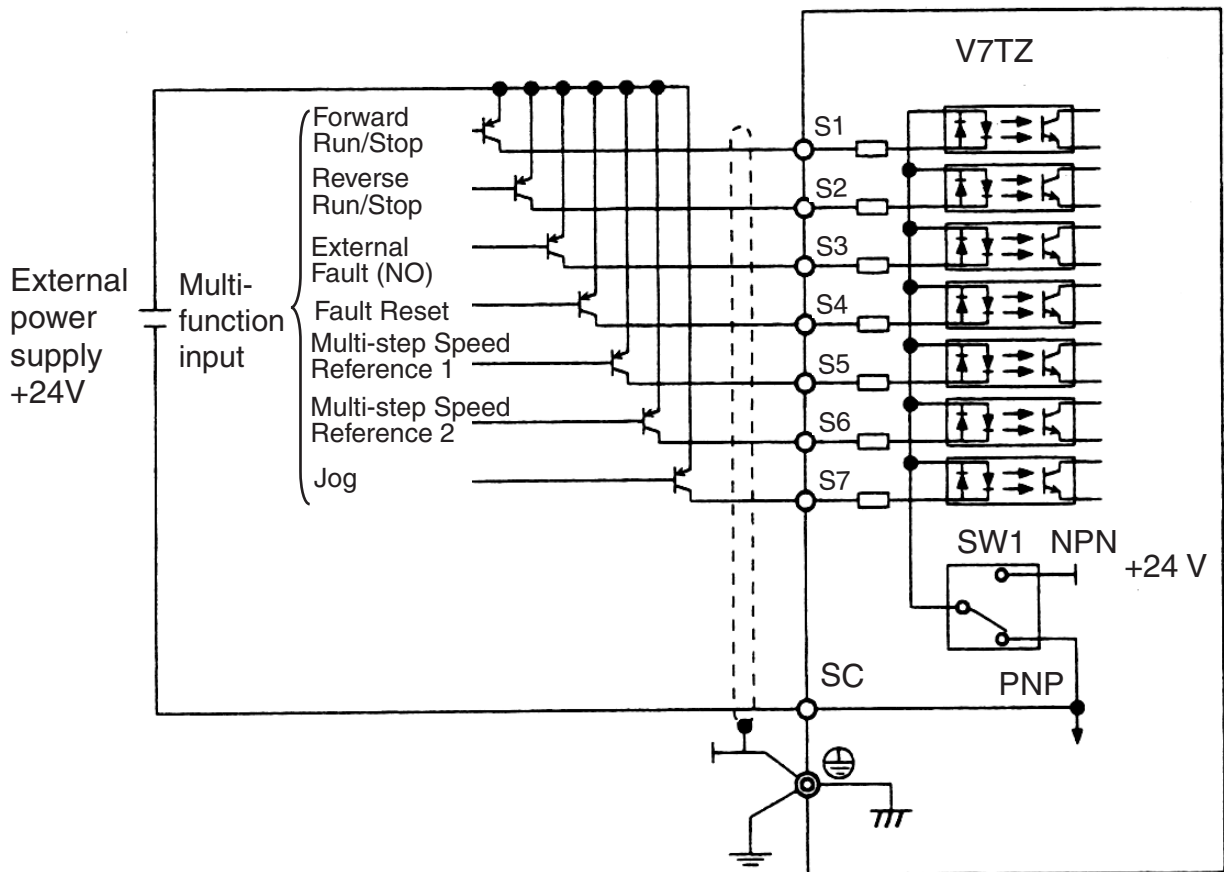 V7TZ
Forward
Run/Stop
S1
Reverse
Run/Stop
S2
External
Fault (NO)
S3
External
power
supply
+24V
Multi-
function
input
Fault Reset
S4
Multi-step Speed
Reference 1
S5
Multi-step Speed
Reference 2
S6
Jog
S7
SW1 NPN
+24 V
SC
PNP